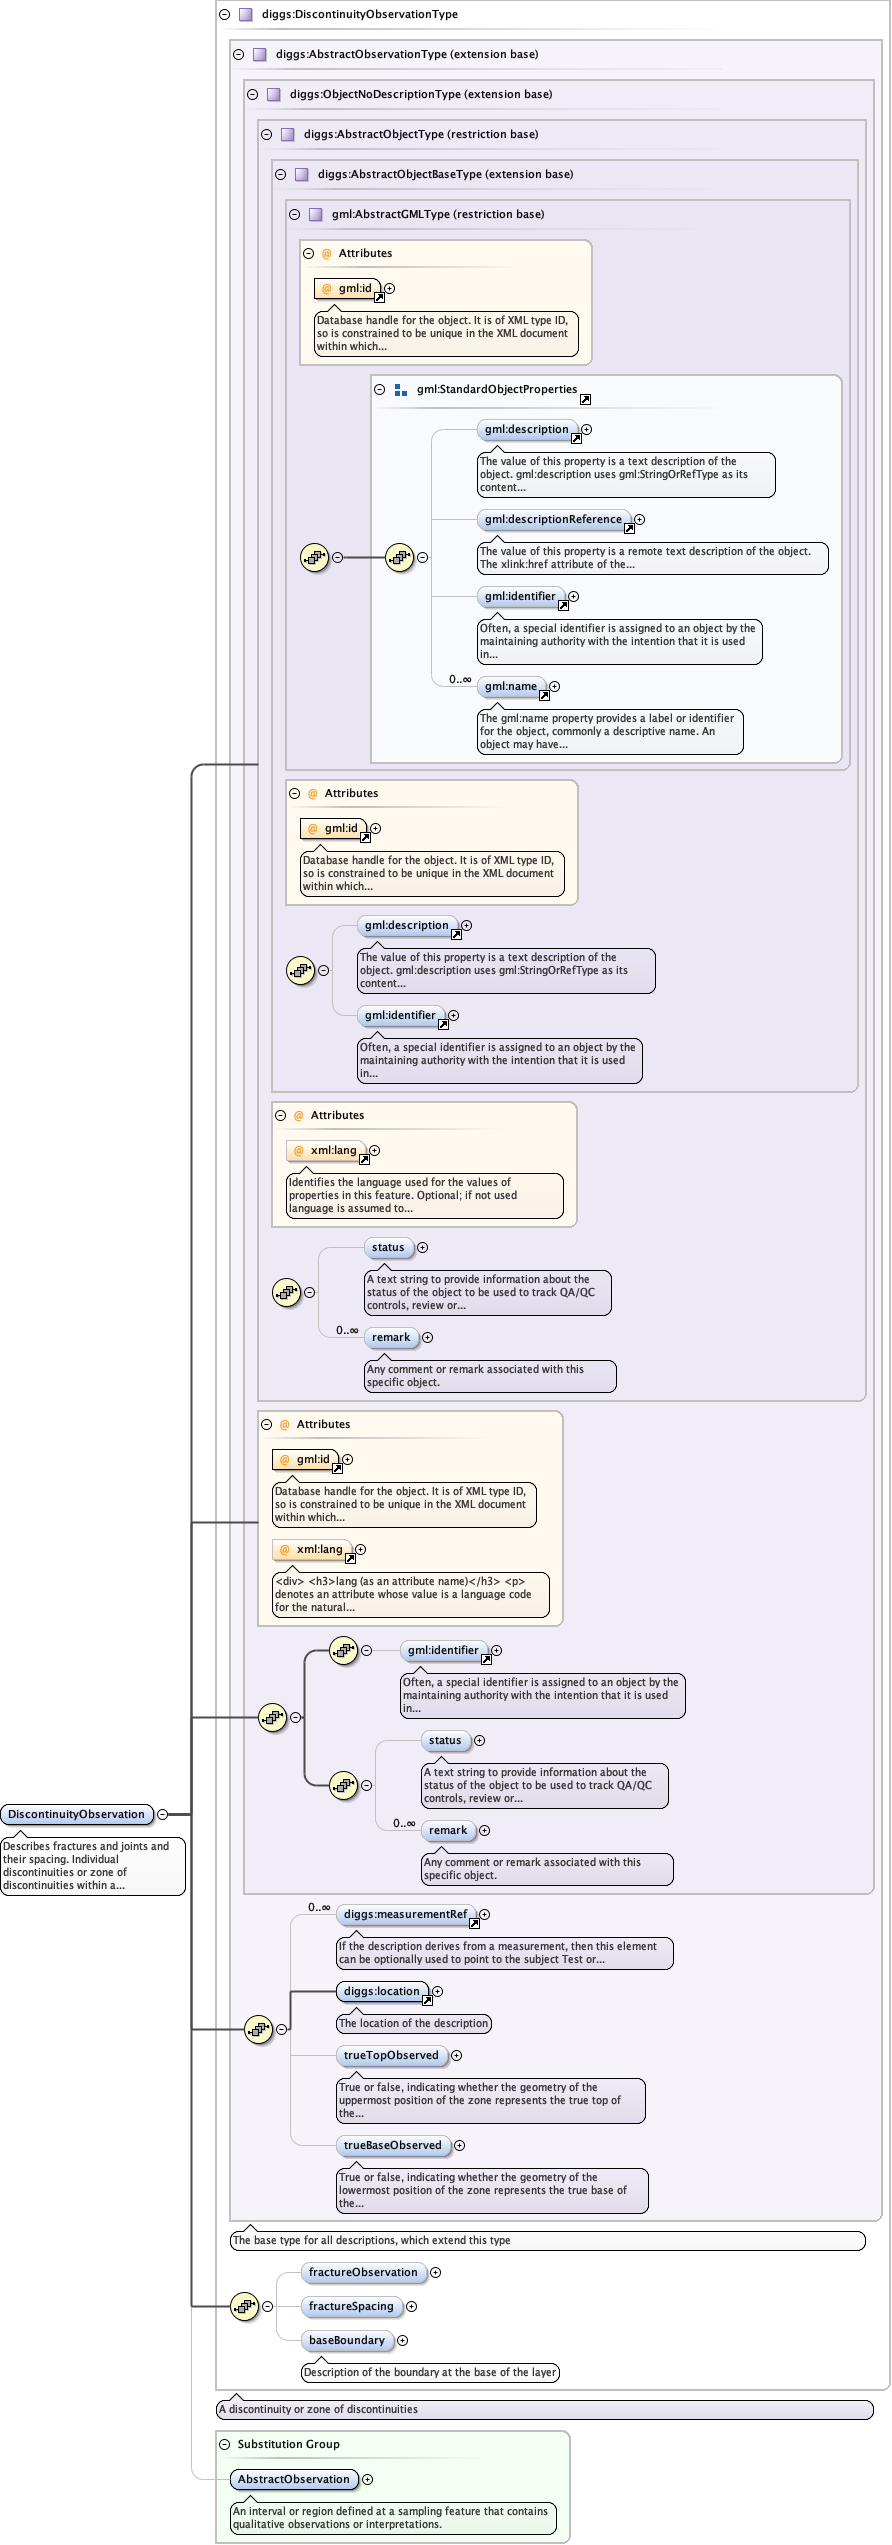 diggs:DiscontinuityObservationType
diggs:AbstractObservationType (extension base)
diggs:ObjectNoDescriptionType (extension base)
diggs:AbstractObjectType (restriction base)
diggs:AbstractObjectBaseType (extension base)
gml:AbstractGMLType (restriction base)
@ Attributes
@ gml:id
Database handle for the object. It is of XML type ID,
so is constrained to be unique in the XML document
within which...
gml:StandardObjectProperties
gml:description
The value of this property is a text description of the
object. gml:description uses gml:StringOrRefType as its
content...
gml:descriptionReference
The value of this property is a remote text description of the object.
The xlink:href attribute of the...
gml:identifier
Often, a special identifier is assigned to an object by the
maintaining authority with the intention that it is used
in...
0..∞
gml:name
The gml:name property provides a label or identifier
for the object, commonly a descriptive name. An
object may have...
@ Attributes
@ gml:id
Database handle for the object. It is of XML type ID,
so is constrained to be unique in the XML document
within which...
gml:description
The value of this property is a text description of the
object. gml:description uses gml:StringOrRefType as its
content...
gml:identifier
Often, a special identifier is assigned to an object by the
maintaining authority with the intention that it is used
in...
@ Attributes
@ xml:lang
Identifies the language used for the values of
properties in this feature. Optional; if not used
language is assumed to...
status
A text string to provide information about the
status of the object to be used to track QA/QC
controls, review or...
0..∞
remark
Any comment or remark associated with this
specific object.
@ Attributes
@ gml:id
Database handle for the object. It is of XML type ID,
so is constrained to be unique in the XML document
within which...
@ xml:lang
<div> <h3>lang (as an attribute name)</h3> <p>
denotes an attribute whose value is a language code
for the natural...
gml:identifier
Often, a special identifier is assigned to an object by the
maintaining authority with the intention that it is used
in...
status
A text string to provide information about the
status of the object to be used to track QA/QC
controls, review or...
0..∞
remark
Any comment or remark associated with this
specific object.
DiscontinuityObservation
Describes fractures and joints and
their spacing. Individual
discontinuities or zone of
discontinuities within a...
0..∞
diggs:measurementRef
If the description derives from a measurement, then this element
can be optionally used to point to the subject Test or...
diggs:location
The location of the description
trueTopObserved
True or false, indicating whether the geometry of the
uppermost position of the zone represents the true top of
the...
trueBaseObserved
True or false, indicating whether the geometry of the
lowermost position of the zone represents the true base of
the...
The base type for all descriptions, which extend this type
fractureObservation
fractureSpacing
baseBoundary
Description of the boundary at the base of the layer
A discontinuity or zone of discontinuities
Substitution Group
AbstractObservation
An interval or region defined at a sampling feature that contains
qualitative observations or interpretations.